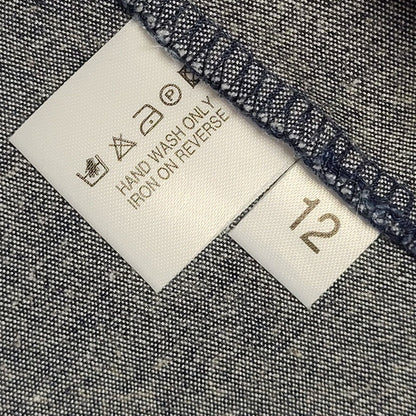 P
HAND WASH ONLY
IRON ON REVERSE
12